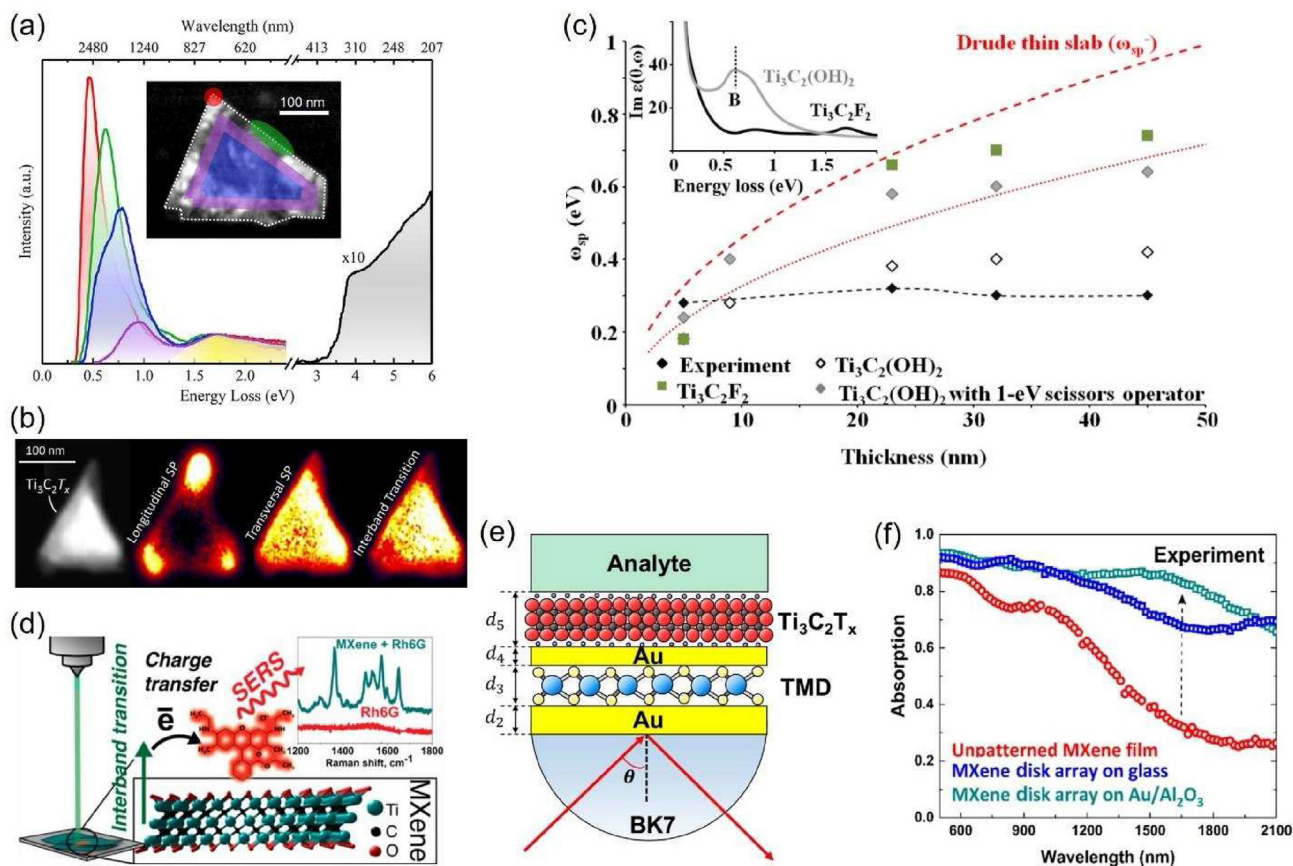 (a)
Wavelength (nm)
2480 1240 827 620 413 310 248 207
Intensity (a.u.)
100 nm
x10
0.0 0.5 1.0 1.5 2.0 3 4 5 6
Energy Loss (eV)
(b)
100 nm
Ti₃C₂Tₓ
Longitudinal SP
Transversal SP
Interband Transition
(c)
Drude thin slab (ωsp⁻)
Im ε(0,ω)
40
20
B
Ti₃C₂(OH)₂
Ti₃C₂F₂
0 0.5 1.0 1.5
Energy loss (eV)
ωsp (eV)
1
0.8
0.6
0.4
0.2
0
Experiment
Ti₃C₂(OH)₂
Ti₃C₂F₂
Ti₃C₂(OH)₂ with 1-eV scissors operator
0 10 20 30 40 50
Thickness (nm)
(d)
Interband transition
Charge
transfer
ē
SERS
MXene + Rh6G
Rh6G
1200 1400 1600 1800
Raman shift, cm⁻¹
MXene
Ti
C
O
(e)
Analyte
d₅
Ti₃C₂Tₓ
d₄
Au
d₃
TMD
d₂
Au
θ
BK7
(f)
Absorption
1.0
0.8
0.6
0.4
0.2
0.0
Experiment
Unpatterned MXene film
MXene disk array on glass
MXene disk array on Au/Al₂O₃
600 900 1200 1500 1800 2100
Wavelength (nm)